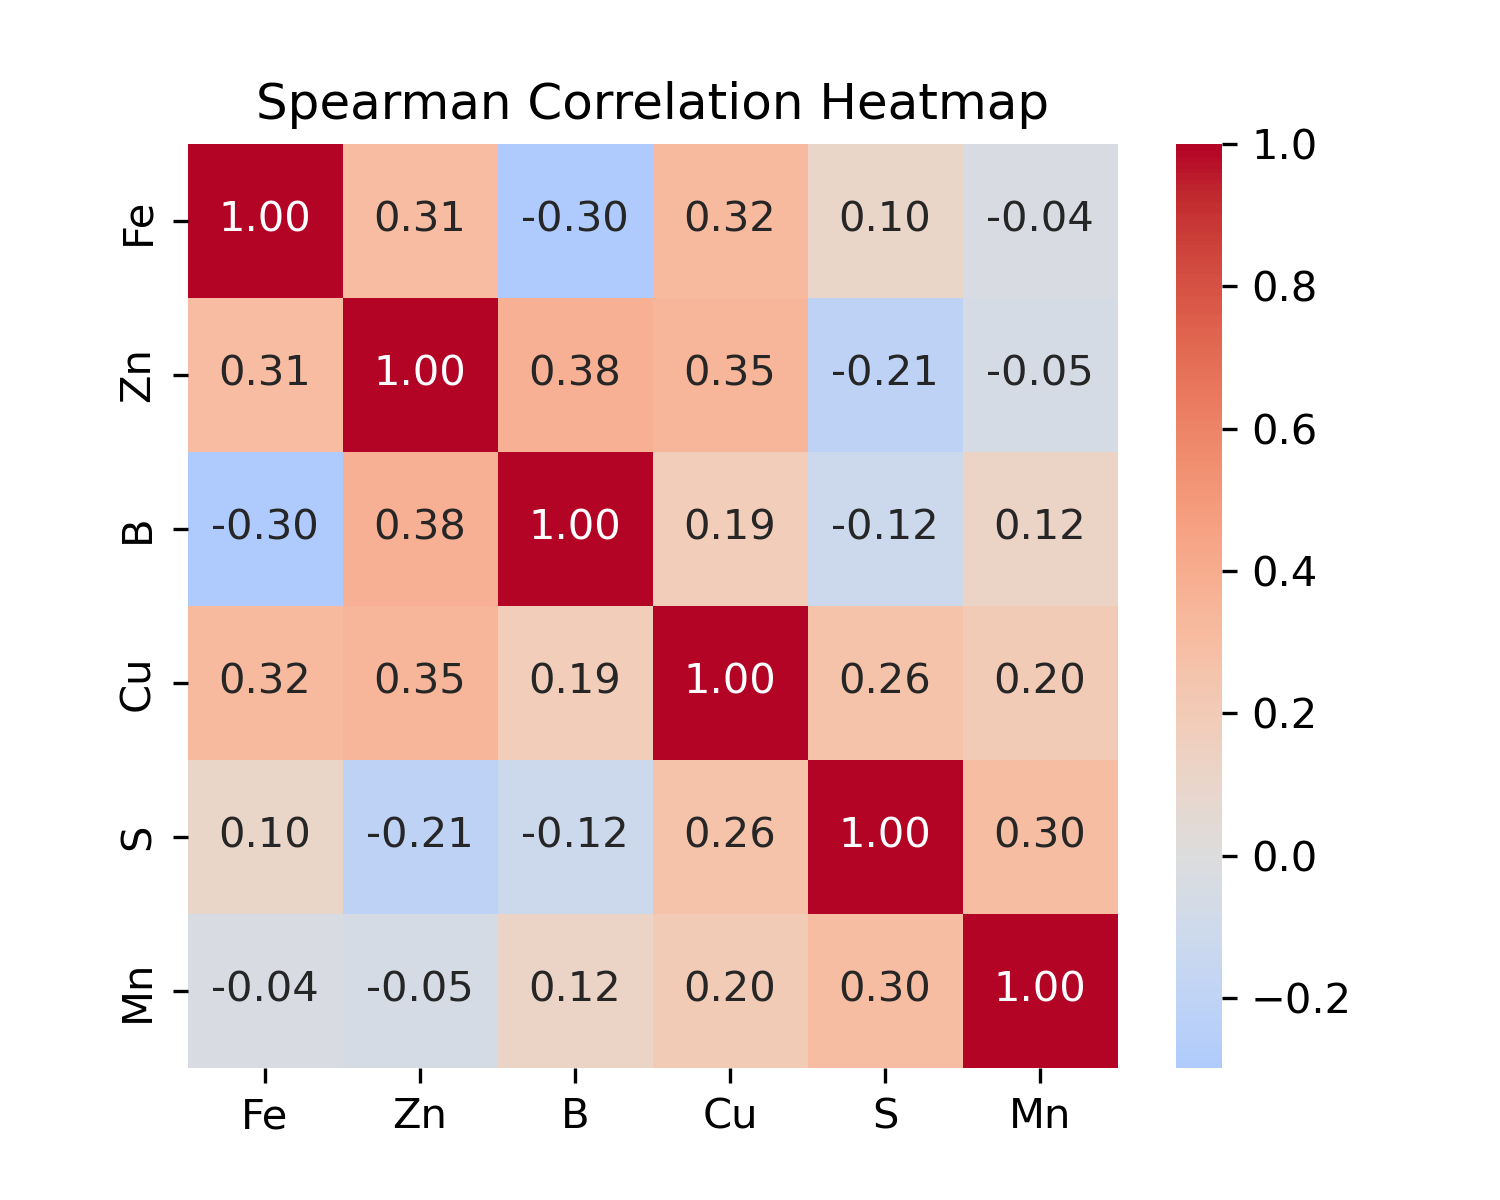 Spearman Correlation Heatmap
Fe 1.00 0.31 -0.30 0.32 0.10 -0.04
Zn 0.31 1.00 0.38 0.35 -0.21 -0.05
B -0.30 0.38 1.00 0.19 -0.12 0.12
Cu 0.32 0.35 0.19 1.00 0.26 0.20
S 0.10 -0.21 -0.12 0.26 1.00 0.30
Mn -0.04 -0.05 0.12 0.20 0.30 1.00
Fe Zn B Cu S Mn
1.0
0.8
0.6
0.4
0.2
0.0
−0.2